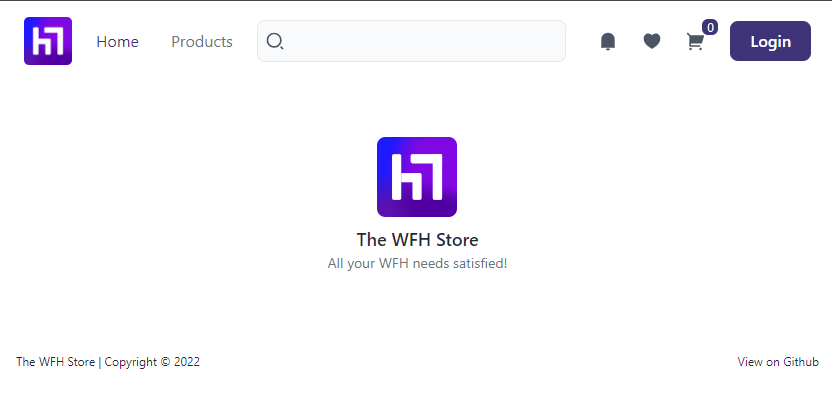 Home
Products
0
Login
The WFH Store
All your WFH needs satisfied!
The WFH Store | Copyright © 2022
View on Github